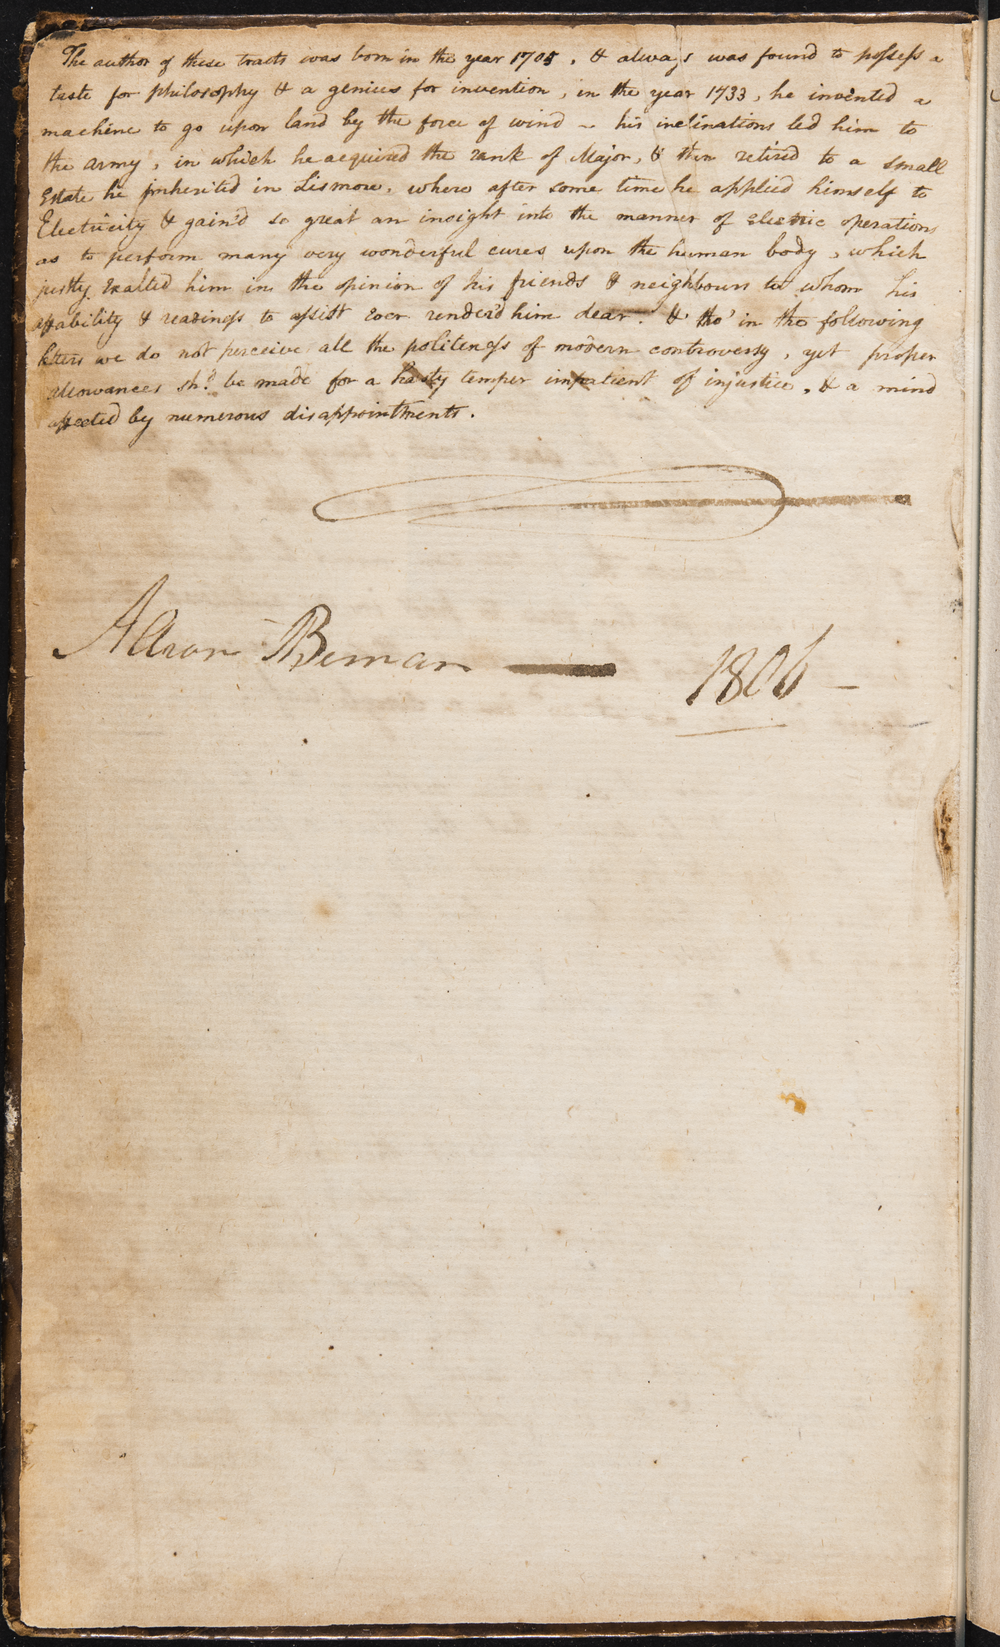 The author of these tracts was born in the year 1705, & always was found to possess a
taste for philosophy & a genius for invention, in the year 1733, he invented a
machine to go upon land by the force of wind ~ his inclinations led him to
the army, in which he acquired the rank of Major, & then retired to a small
Estate he inherited in Lismore, where after some time he applied himself to
Electricity & gain'd so great an incight into the manner of electric operations
as to perform many very wonderful cures upon the human body, which
justly exalted him in the opinion of his friends & neighbours to whom his
affability & readiness to assist ever render'd him dear. & tho' in the following
letters we do not perceive all the politeness of modern controversy, yet proper
allowances shd. be made for a hasty temper impatient of injustice, & a mind
affected by numerous disappointments.
Aaron Beman — 1806 —